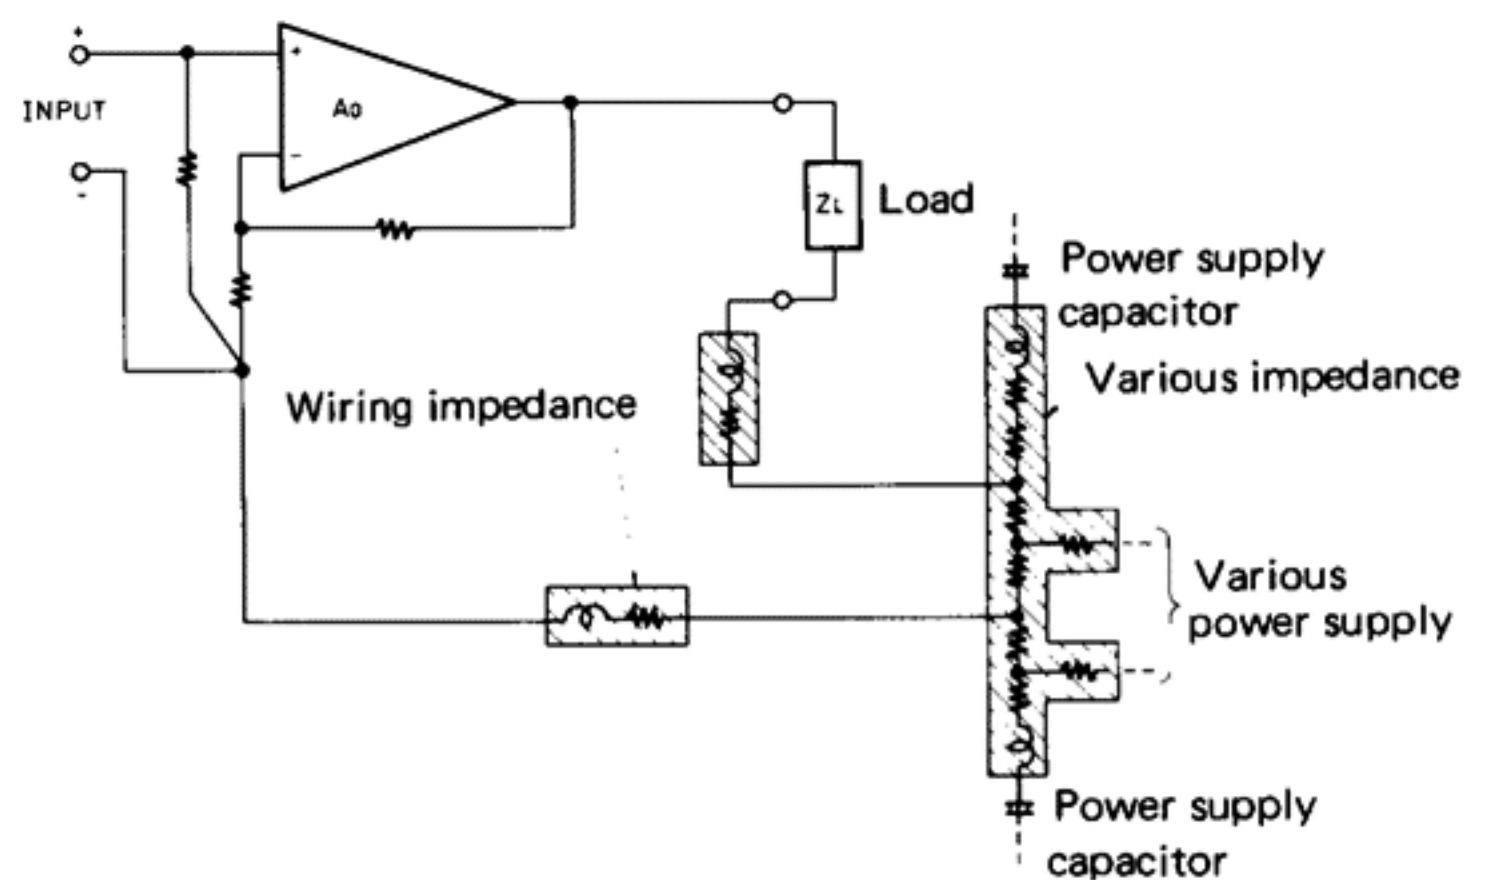 +
INPUT
-
+
A0
-
ZL
Load
Power supply
capacitor
Various impedance
Wiring impedance
Various
power supply
Power supply
capacitor